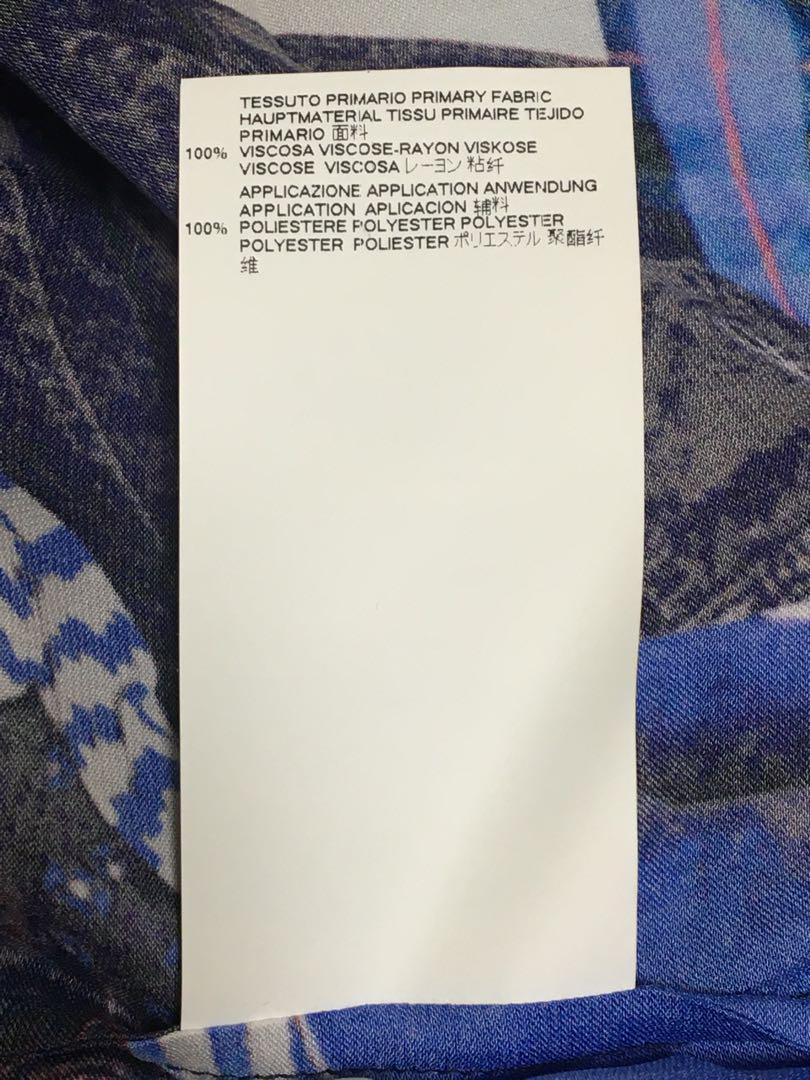 TESSUTO PRIMARIO PRIMARY FABRIC
HAUPTMATERIAL TISSU PRIMAIRE TEJIDO
PRIMARIO 面料
100% VISCOSA VISCOSE-RAYON VISKOSE
VISCOSE VISCOSA レーヨン 粘纤
APPLICAZIONE APPLICATION ANWENDUNG
APPLICATION APLICACION 辅料
100% POLIESTERE POLYESTER POLYESTER
POLYESTER POLIESTER ポリエステル 聚酯纤
维